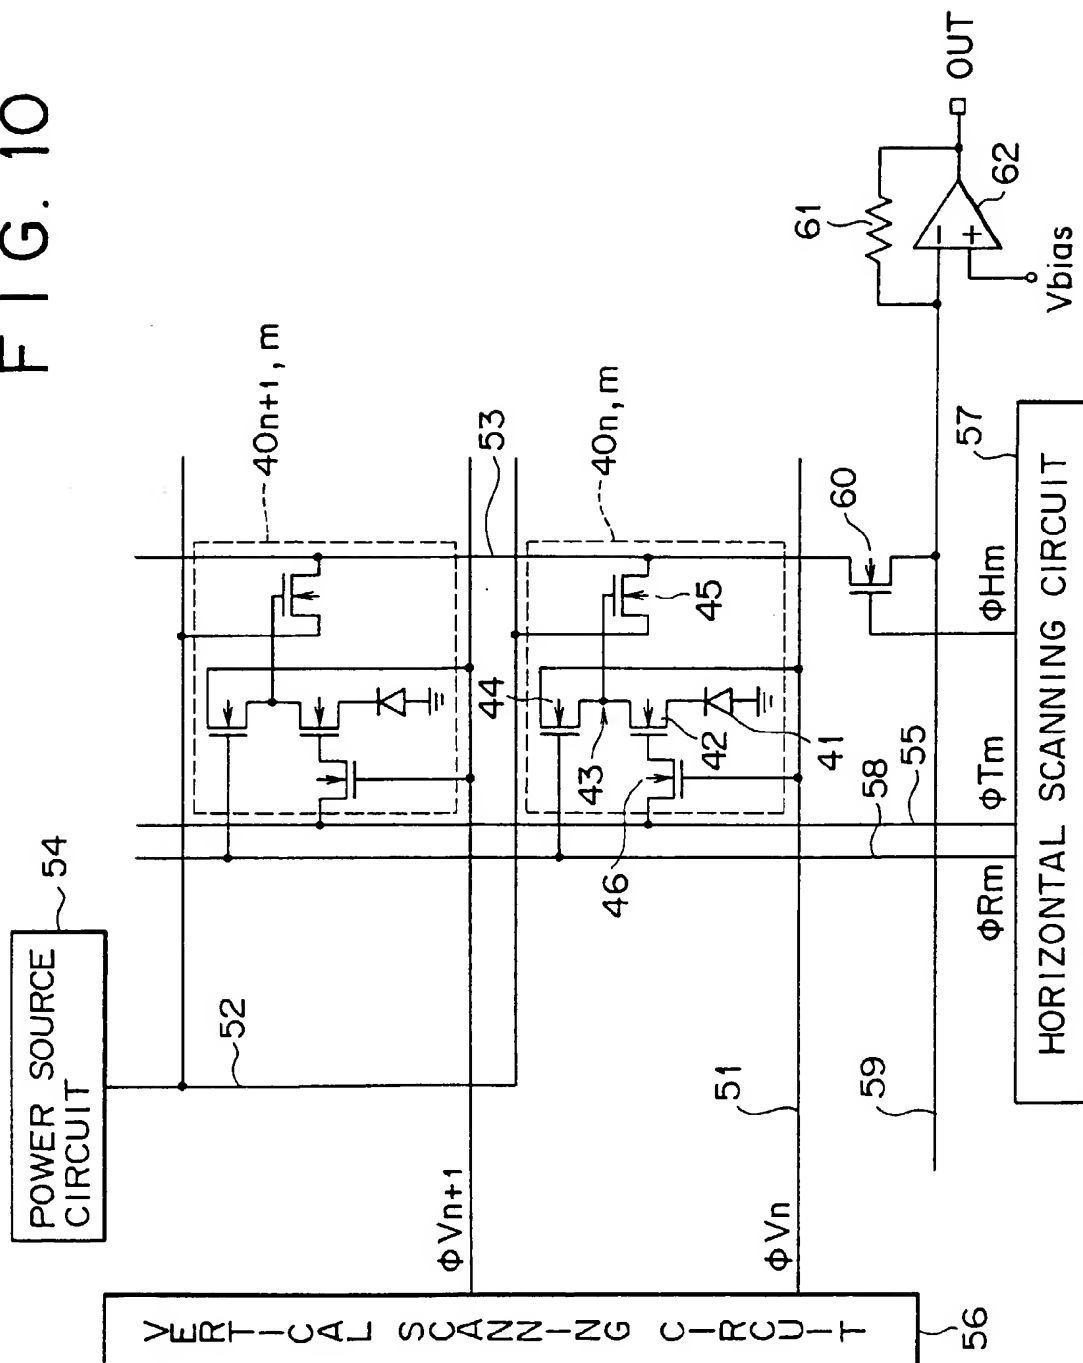 FIG. 10
POWER SOURCE
CIRCUIT
54
52
40n+1, m
53
40n, m
44
43
45
42
41
46
58
55
60
57
61
62
OUT
Vbias
ΦVn+1
ΦVn
51
59
ΦRm
ΦTm
ΦHm
VERTICAL SCANNING CIRCUIT
56
HORIZONTAL SCANNING CIRCUIT